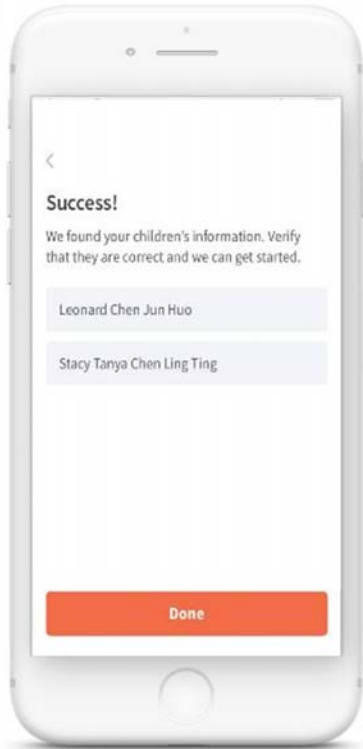 Success!
We found your children's information. Verify
that they are correct and we can get started.
Leonard Chen Jun Huo
Stacy Tanya Chen Ling Ting
Done